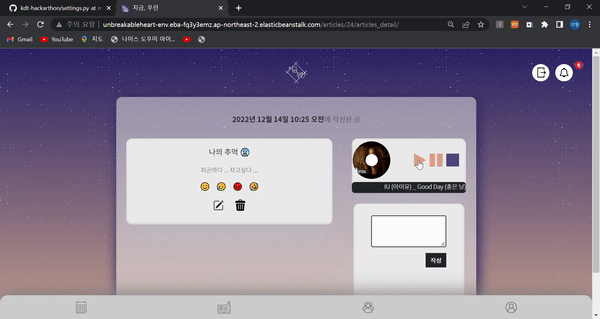 kdt-hackarthon/settings.py at m
지금, 우린
주의 요함
unbreakableheart-env.eba-fq3y3emz.ap-northeast-2.elasticbeanstalk.com/articles/24/articles_detail/
Gmail
YouTube
지도
나이스 도우미 아이...
YouTube
6
2022년 12월 14일 10:25 오전에 작성된 글
나의 추억
피곤하다 ... 자고싶다 ....
IU (아이유) _ Good Day (좋은 날)
작성